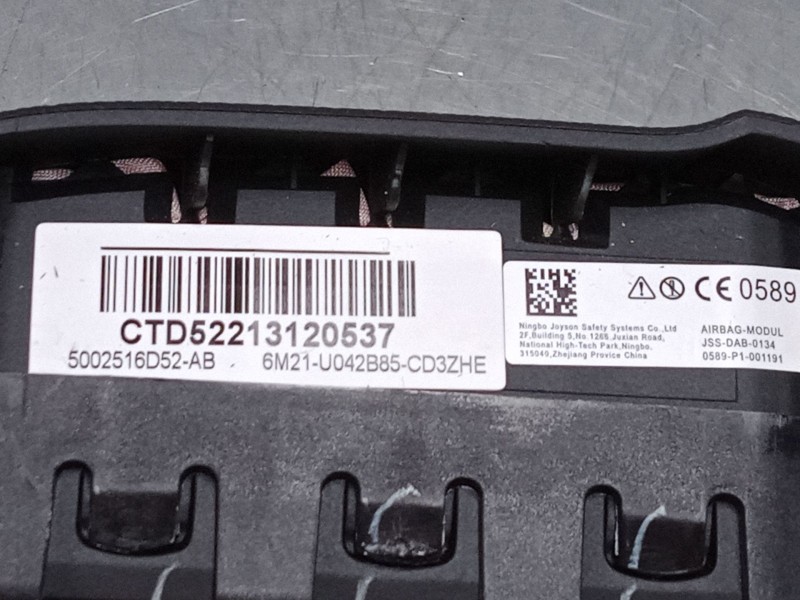 CTD52213120537
5002516D52-AB 6M21-U042B85-CD3ZHE
CE 0589
Ningbo Joyson Safety Systems Co.,Ltd
2F,Building 5,No.1266,Juxian Road,
National High-Tech Park,Ningbo,
315040,Zhejiang Provice China
AIRBAG-MODUL
JSS-DAB-0134
0589-P1-001191